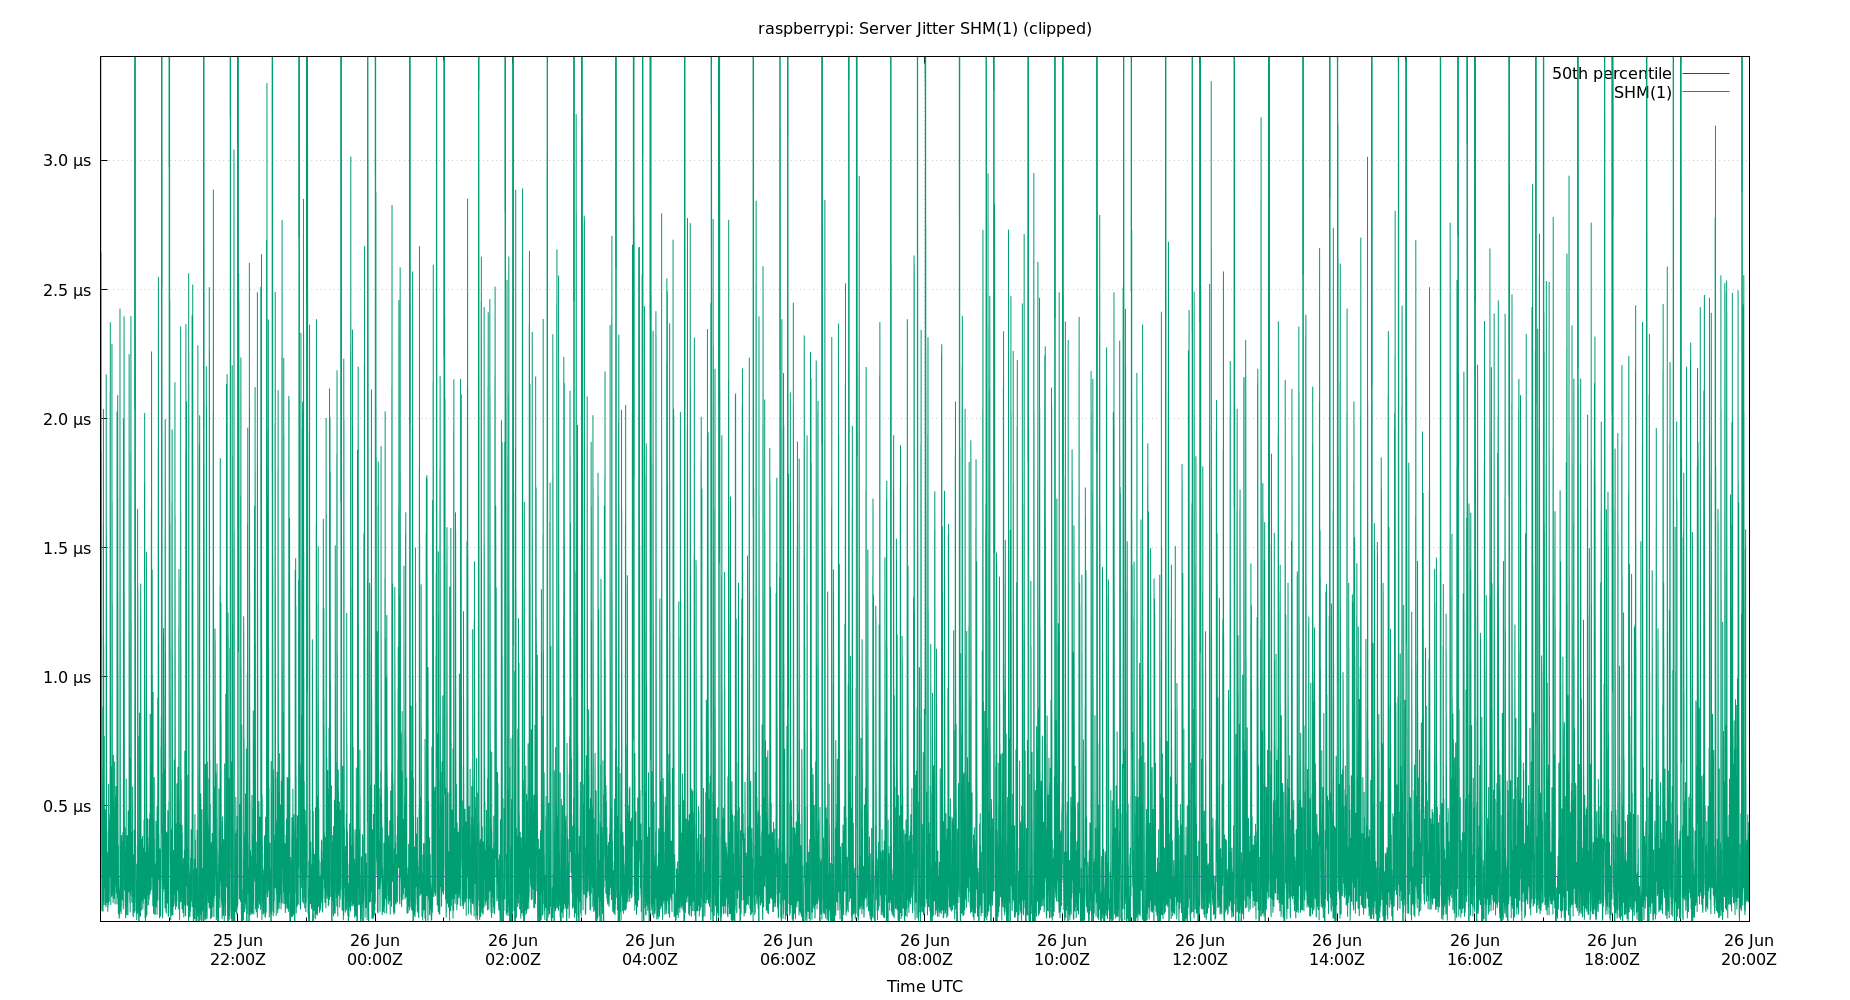 raspberrypi: Server Jitter SHM(1) (clipped)
50th percentile
SHM(1)
3.0 µs
2.5 µs
2.0 µs
1.5 µs
1.0 µs
0.5 µs
25 Jun 26 Jun 26 Jun 26 Jun 26 Jun 26 Jun 26 Jun 26 Jun 26 Jun 26 Jun 26 Jun 26 Jun
22:00Z 00:00Z 02:00Z 04:00Z 06:00Z 08:00Z 10:00Z 12:00Z 14:00Z 16:00Z 18:00Z 20:00Z
Time UTC